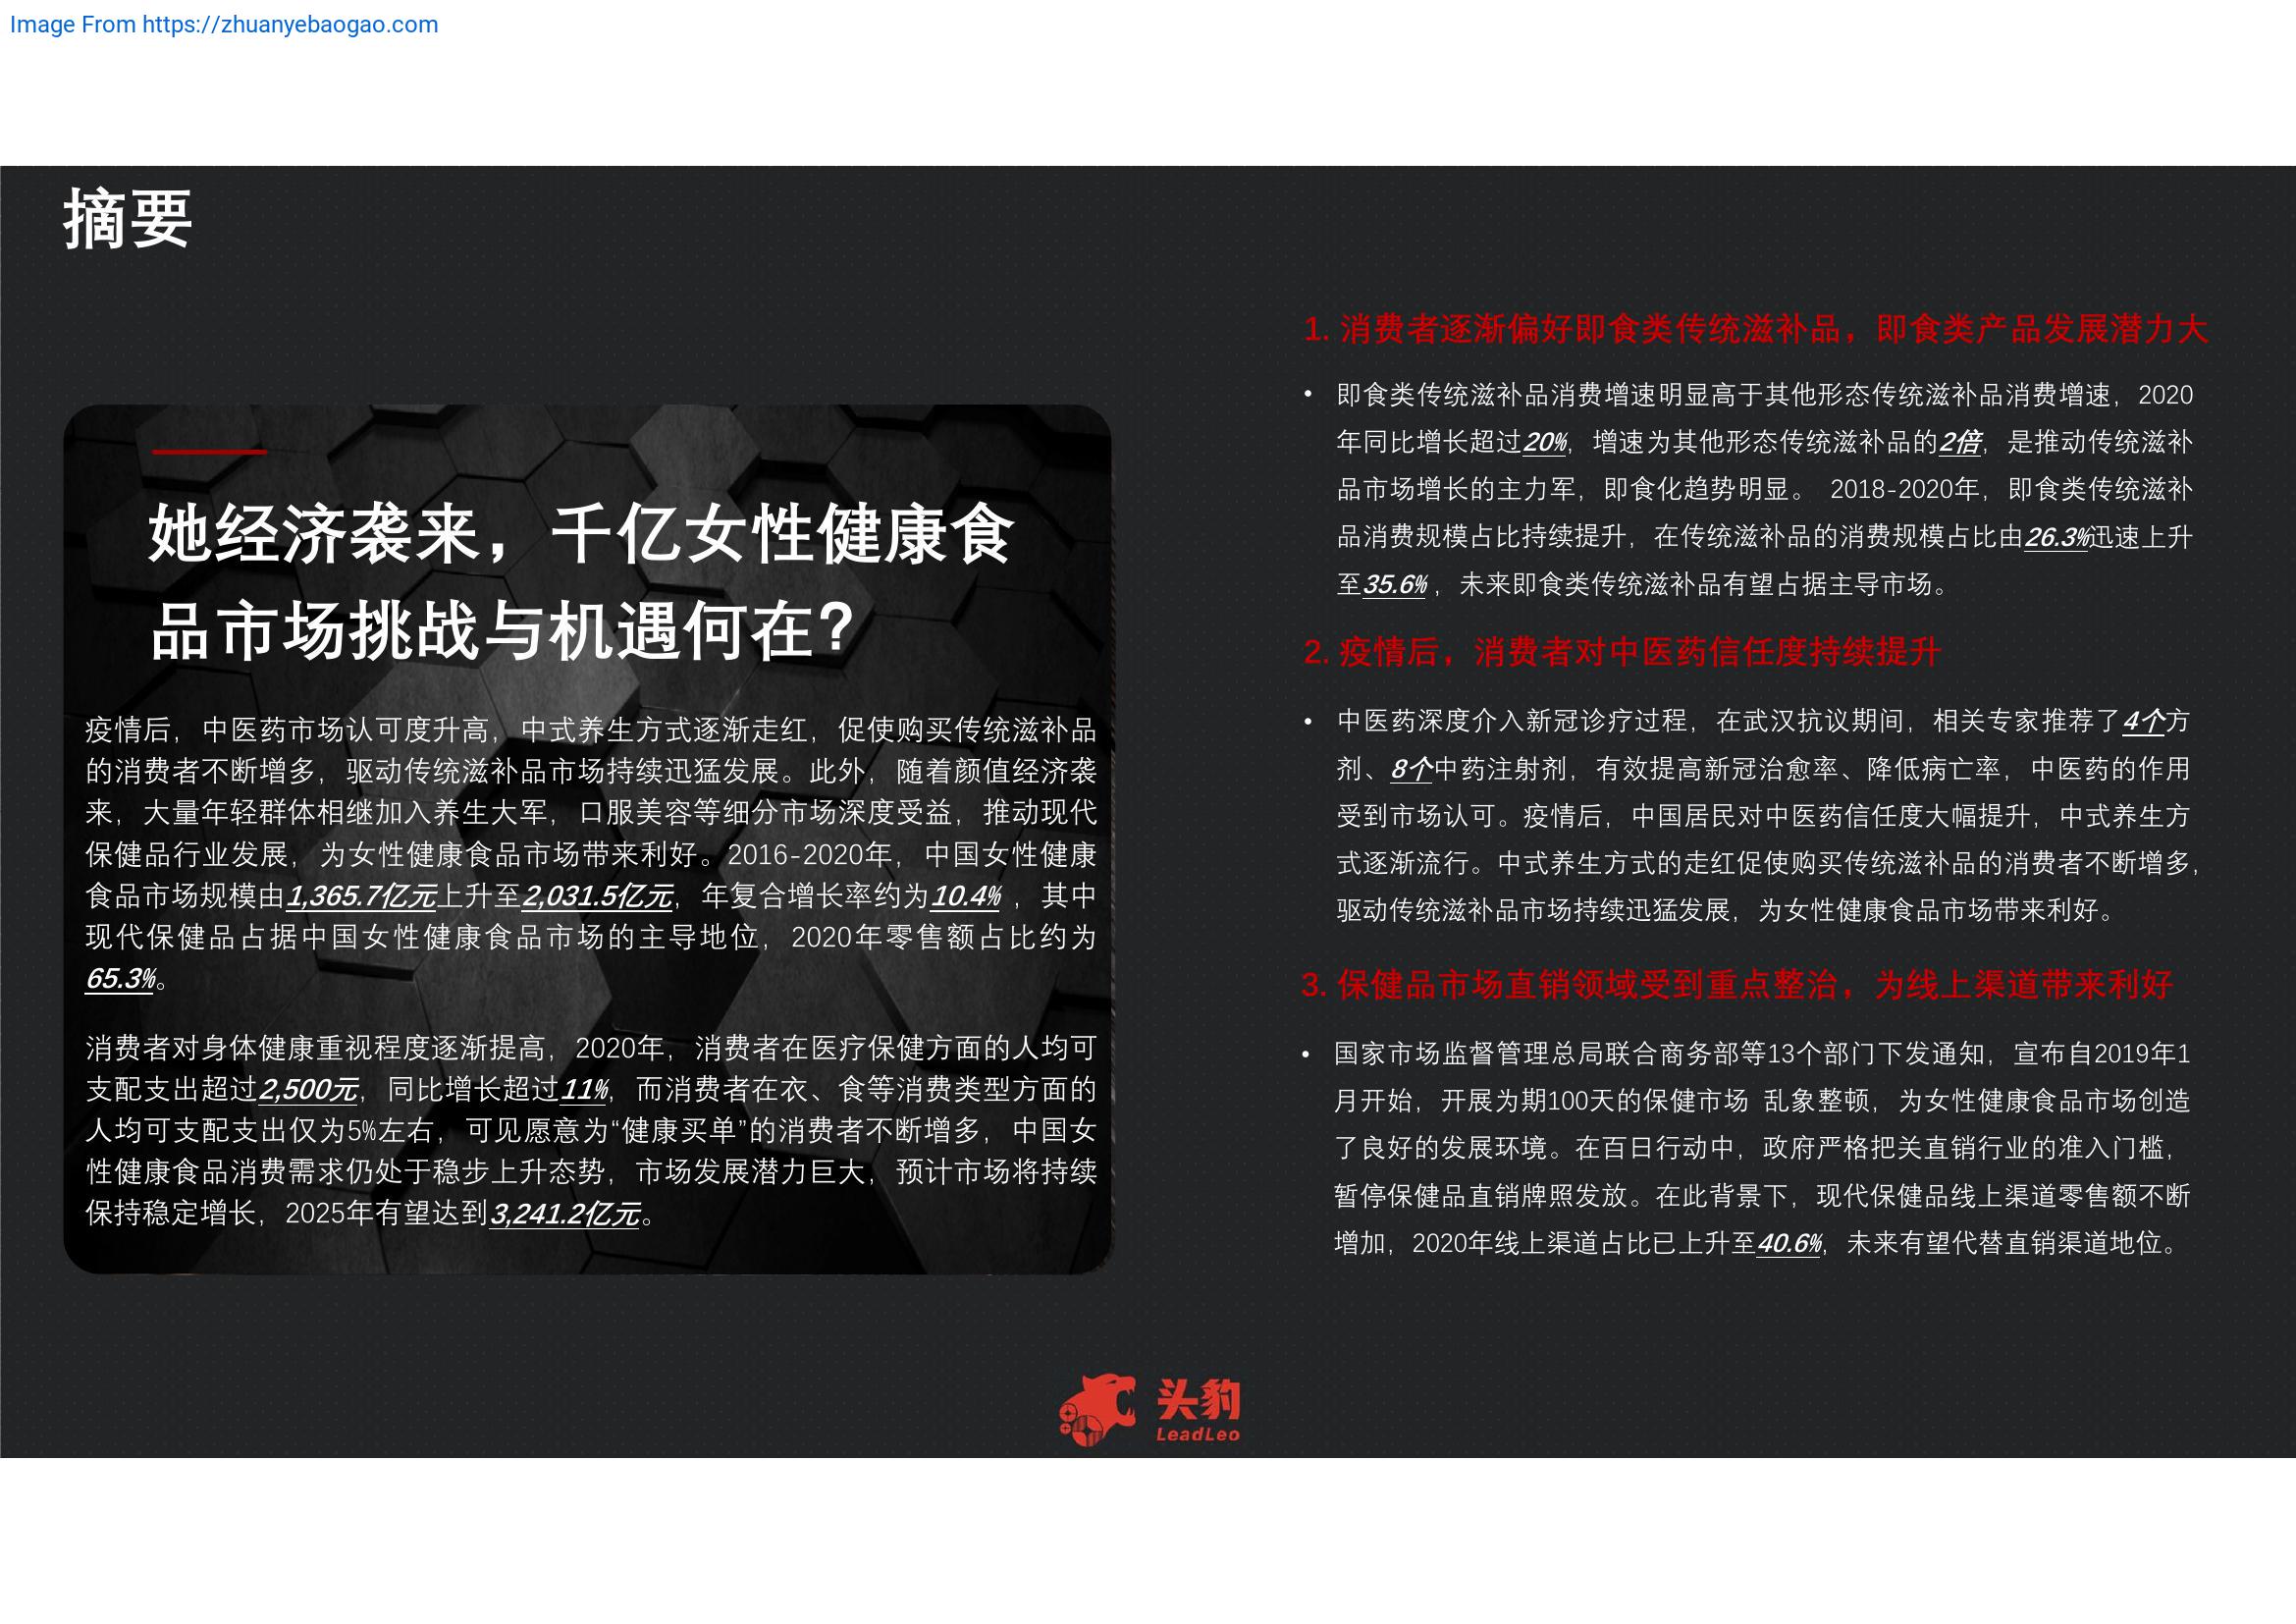 Image From https://zhuanyebaogao.com
摘要
她经济袭来，千亿女性健康食
品市场挑战与机遇何在？
疫情后，中医药市场认可度升高，中式养生方式逐渐走红，促使购买传统滋补品
的消费者不断增多，驱动传统滋补品市场持续迅猛发展。此外，随着颜值经济袭
来，大量年轻群体相继加入养生大军，口服美容等细分市场深度受益，推动现代
保健品行业发展，为女性健康食品市场带来利好。2016-2020年，中国女性健康
食品市场规模由1,365.7亿元上升至2,031.5亿元，年复合增长率约为10.4% ，其中
现代保健品占据中国女性健康食品市场的主导地位，2020年零售额占比约为
65.3%。
消费者对身体健康重视程度逐渐提高，2020年，消费者在医疗保健方面的人均可
支配支出超过2,500元，同比增长超过11%，而消费者在衣、食等消费类型方面的
人均可支配支出仅为5%左右，可见愿意为“健康买单”的消费者不断增多，中国女
性健康食品消费需求仍处于稳步上升态势，市场发展潜力巨大，预计市场将持续
保持稳定增长，2025年有望达到3,241.2亿元。
1. 消费者逐渐偏好即食类传统滋补品，即食类产品发展潜力大
• 即食类传统滋补品消费增速明显高于其他形态传统滋补品消费增速，2020
年同比增长超过20%，增速为其他形态传统滋补品的2倍，是推动传统滋补
品市场增长的主力军，即食化趋势明显。 2018-2020年，即食类传统滋补
品消费规模占比持续提升，在传统滋补品的消费规模占比由26.3%迅速上升
至35.6% ，未来即食类传统滋补品有望占据主导市场。
2. 疫情后，消费者对中医药信任度持续提升
• 中医药深度介入新冠诊疗过程，在武汉抗议期间，相关专家推荐了4个方
剂、8个中药注射剂，有效提高新冠治愈率、降低病亡率，中医药的作用
受到市场认可。疫情后，中国居民对中医药信任度大幅提升，中式养生方
式逐渐流行。中式养生方式的走红促使购买传统滋补品的消费者不断增多，
驱动传统滋补品市场持续迅猛发展，为女性健康食品市场带来利好。
3. 保健品市场直销领域受到重点整治，为线上渠道带来利好
• 国家市场监督管理总局联合商务部等13个部门下发通知，宣布自2019年1
月开始，开展为期100天的保健市场 乱象整顿，为女性健康食品市场创造
了良好的发展环境。在百日行动中，政府严格把关直销行业的准入门槛，
暂停保健品直销牌照发放。在此背景下，现代保健品线上渠道零售额不断
增加，2020年线上渠道占比已上升至40.6%，未来有望代替直销渠道地位。
头豹
LeadLeo